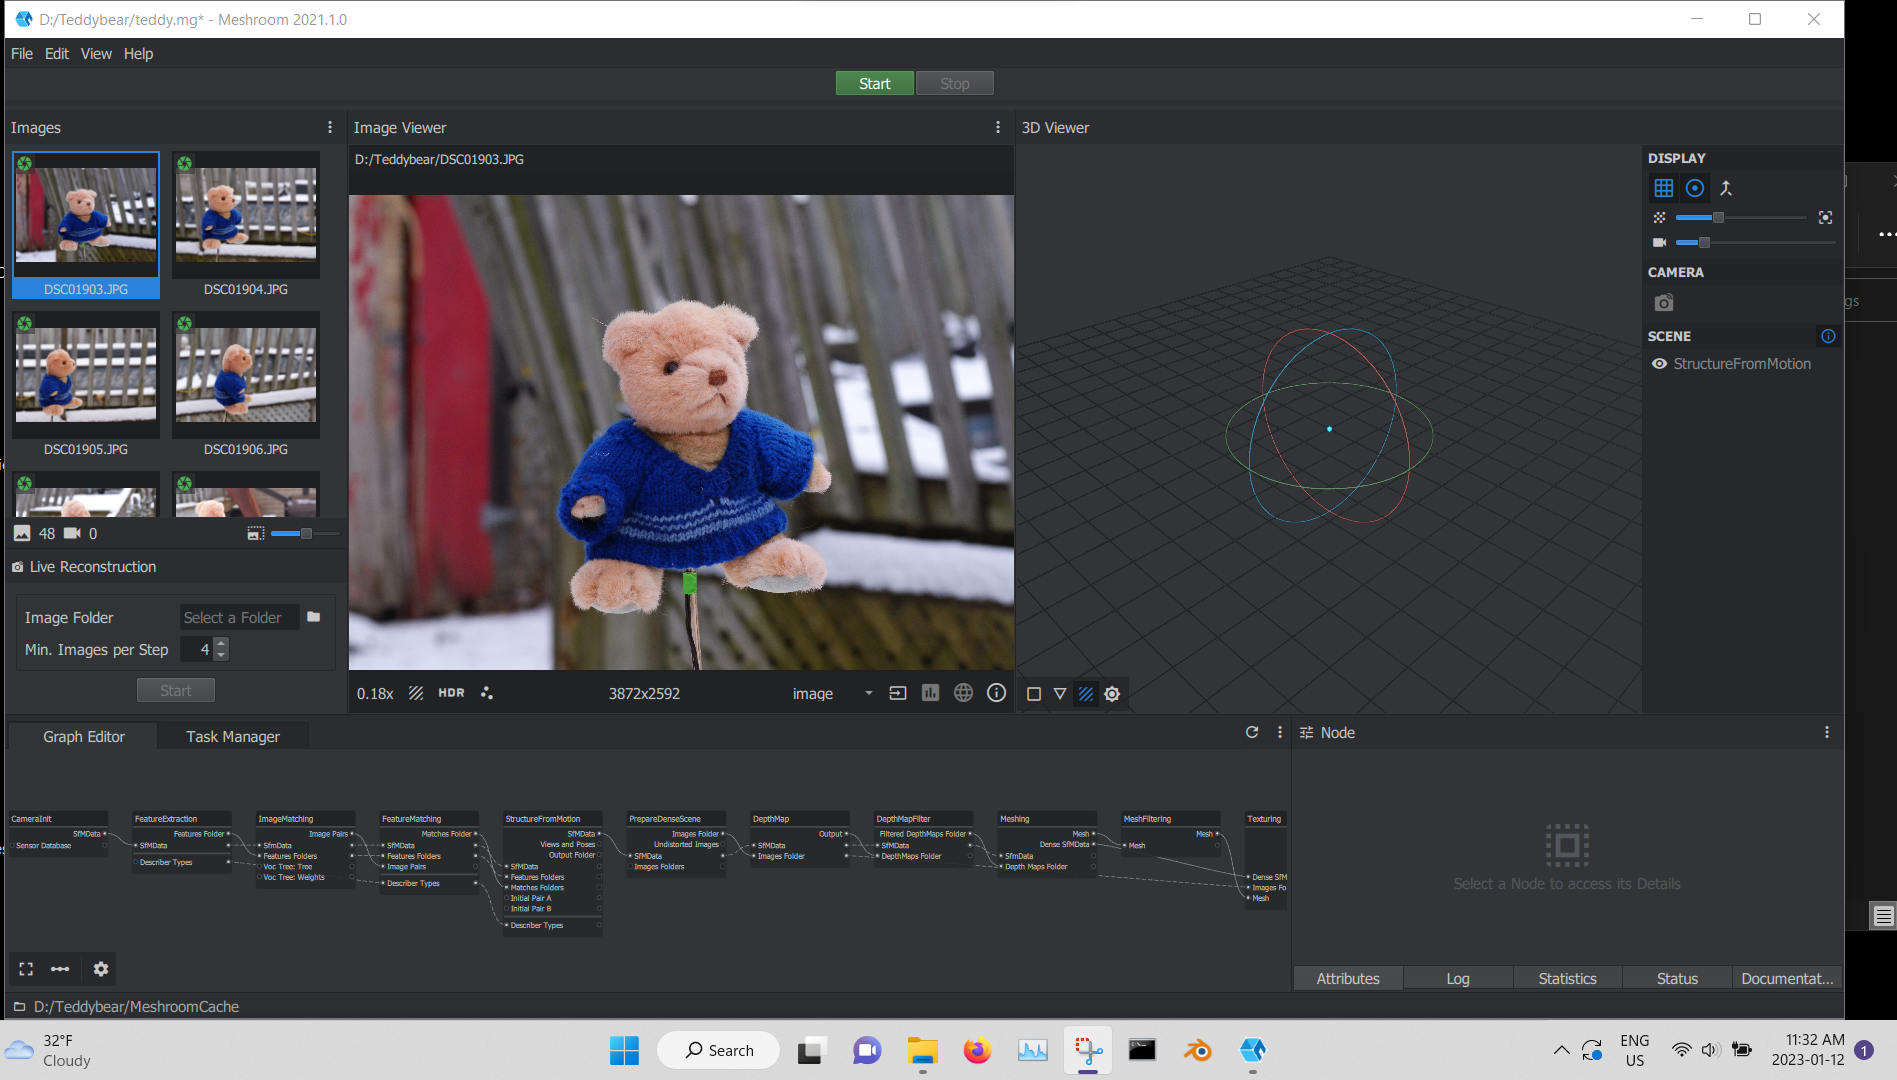 D:/Teddybear/teddy.mg* - Meshroom 2021.1.0
File Edit View Help
Start Stop
Images
Image Viewer
3D Viewer
D:/Teddybear/DSC01903.JPG
DSC01903.JPG
DSC01904.JPG
DSC01905.JPG
DSC01906.JPG
48 0
Live Reconstruction
Image Folder Select a Folder
Min. Images per Step 4
Start
0.18x HDR 3872x2592 image
DISPLAY
CAMERA
SCENE
StructureFromMotion
gs
Graph Editor Task Manager
CameraInit
SfMData
Sensor Database
FeatureExtraction
Features Folder
SfMData
Describer Types
ImageMatching
Image Pairs
SfmData
Features Folders
Voc Tree: Tree
Voc Tree: Weights
FeatureMatching
Matches Folder
SfMData
Features Folders
Image Pairs
Describer Types
StructureFromMotion
SfMData
Views and Poses
Output Folder
SfMData
Features Folders
Matches Folders
Initial Pair A
Initial Pair B
Describer Types
PrepareDenseScene
Images Folder
Undistorted Images
SfMData
Images Folders
DepthMap
Output
SfMData
Images Folder
DepthMapFilter
Filtered DepthMaps Folder
SfMData
DepthMaps Folder
Meshing
Mesh
Dense SfMData
SfmData
Depth Maps Folder
MeshFiltering
Mesh
Mesh
Texturing
Dense SfM
Images Fo
Mesh
Node
Select a Node to access its Details
Attributes Log Statistics Status Documentat...
D:/Teddybear/MeshroomCache
32°F
Cloudy
Search
ENG
US
11:32 AM
2023-01-12
1